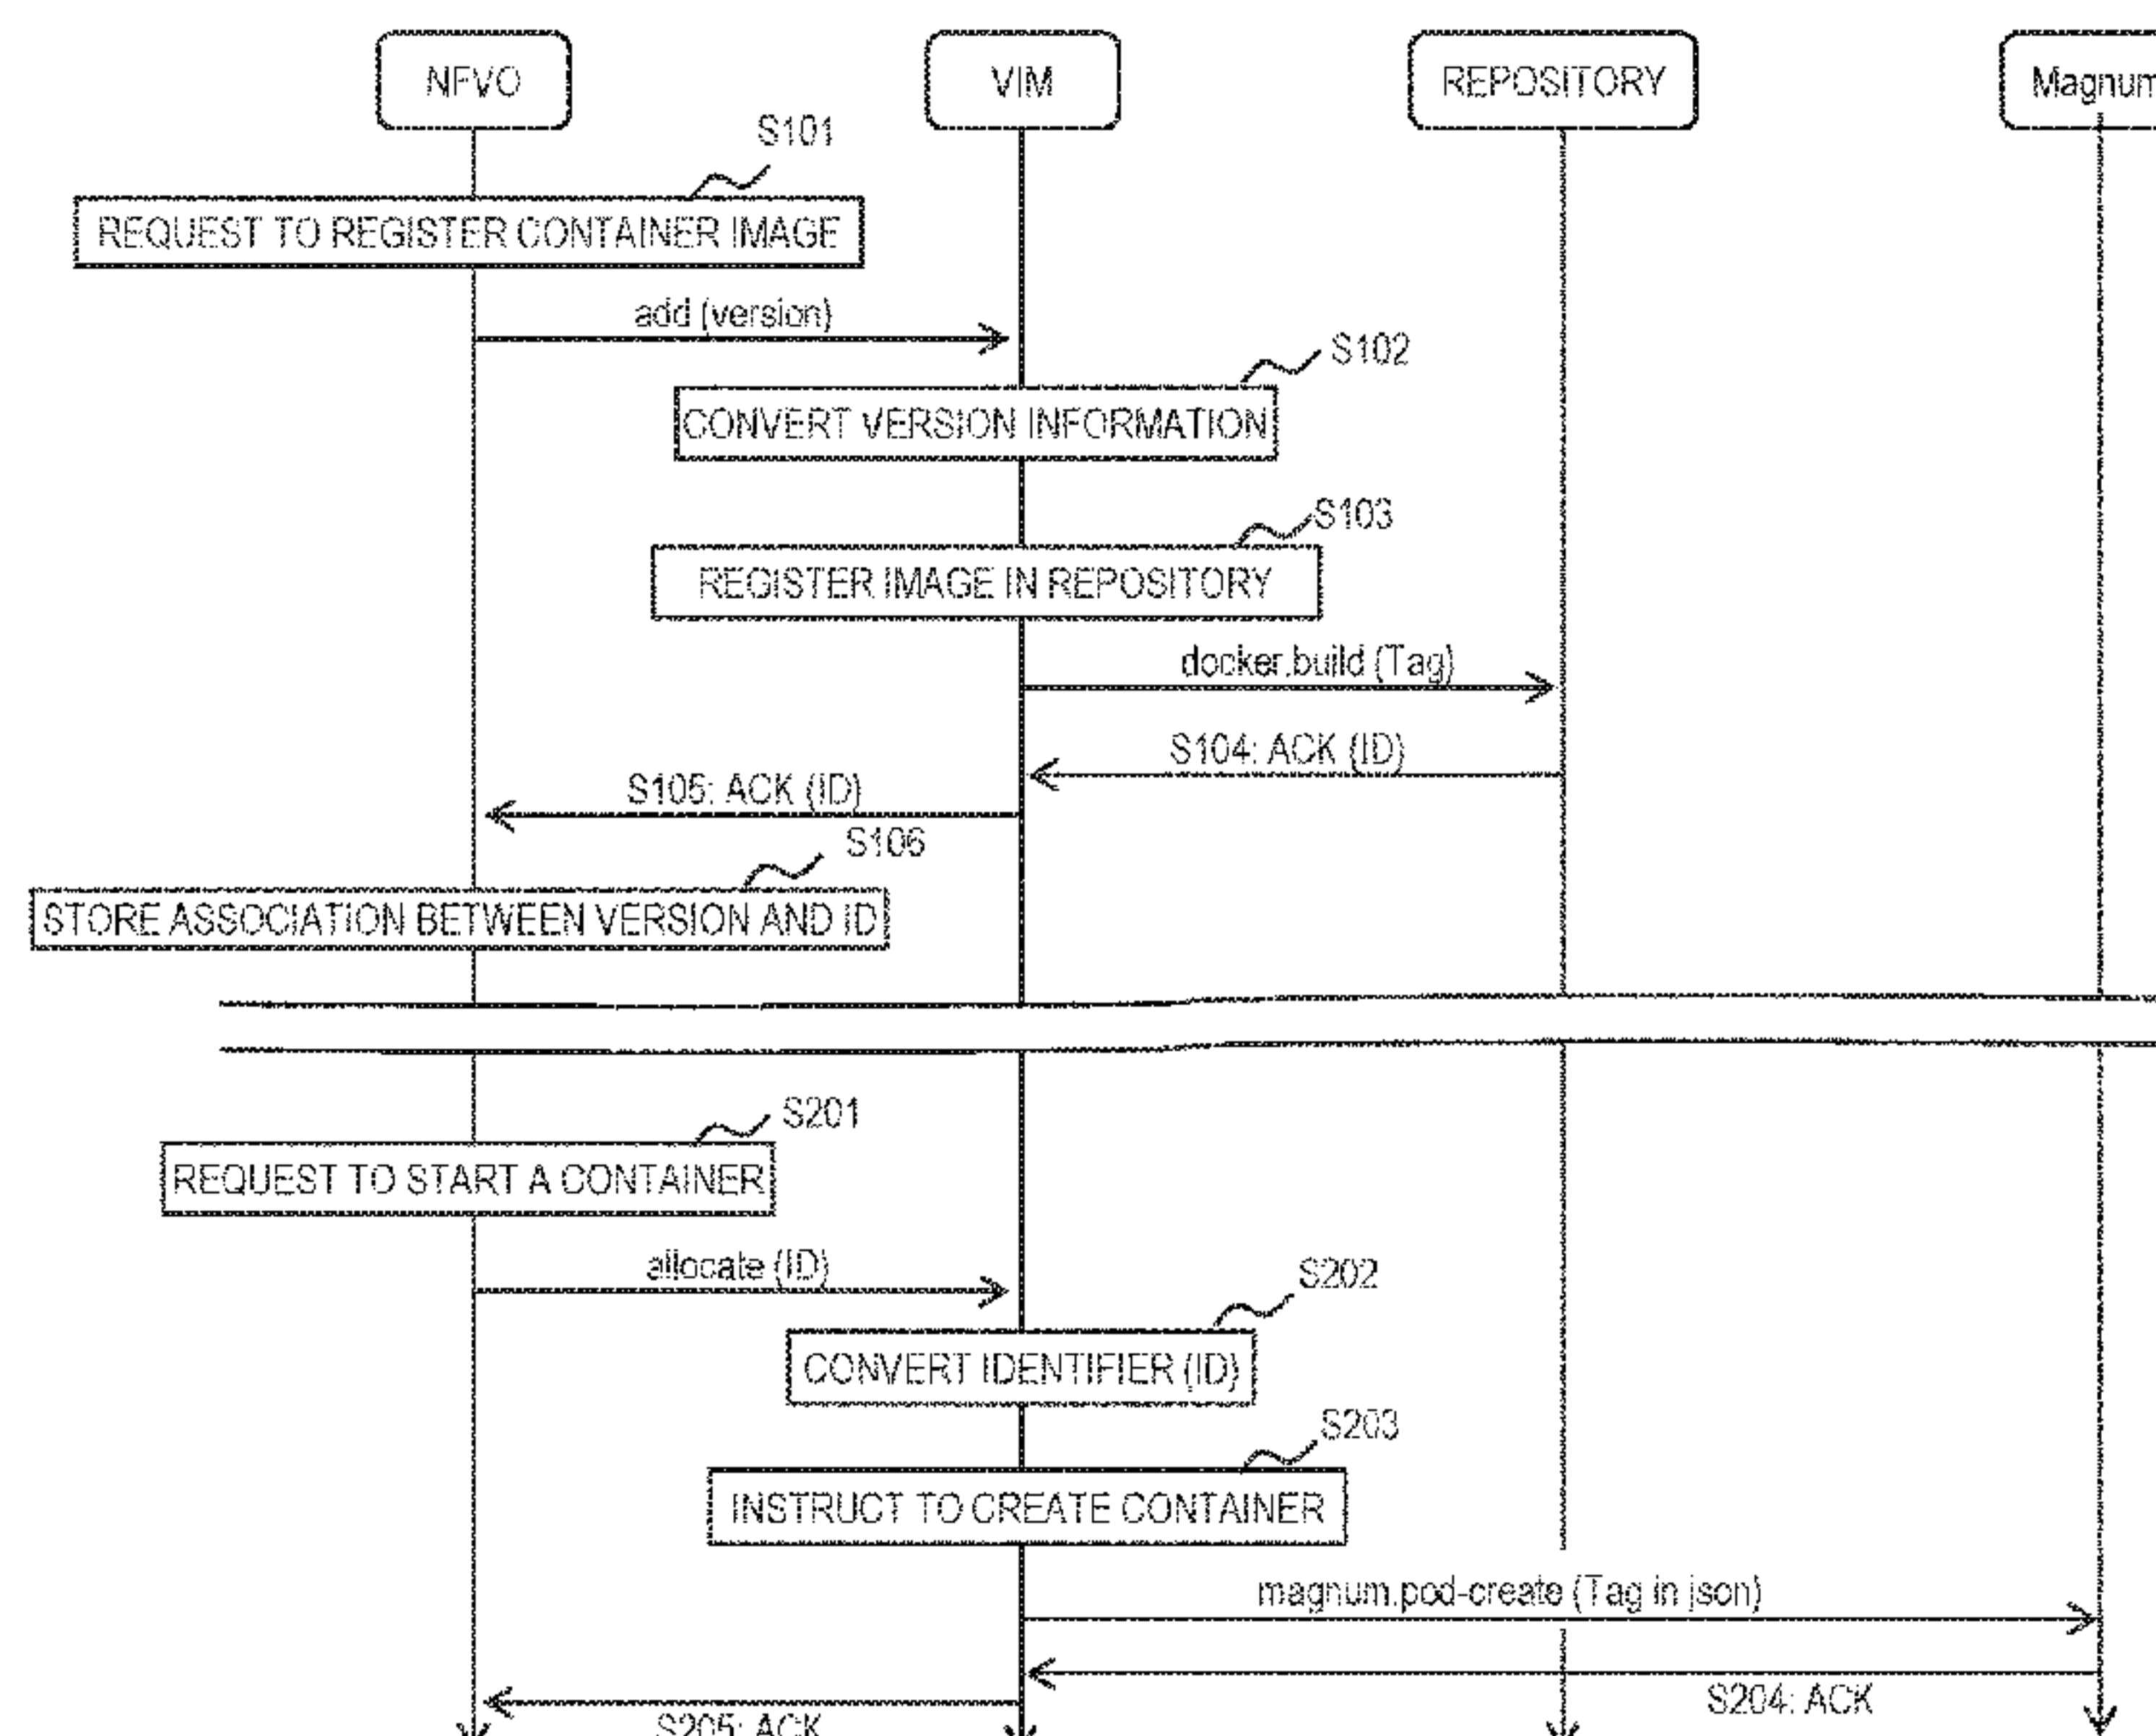 NFVO
VIM
REPOSITORY
Magnum
S101
REQUEST TO REGISTER CONTAINER IMAGE
add (version)
S102
CONVERT VERSION INFORMATION
S103
REGISTER IMAGE IN REPOSITORY
docker.build (Tag)
S104: ACK (ID)
S105: ACK (ID)
S106
STORE ASSOCIATION BETWEEN VERSION AND ID
S201
REQUEST TO START A CONTAINER
allocate (ID)
S202
CONVERT IDENTIFIER (ID)
S203
INSTRUCT TO CREATE CONTAINER
magnum.pod-create (Tag in json)
S204: ACK
S205: ACK